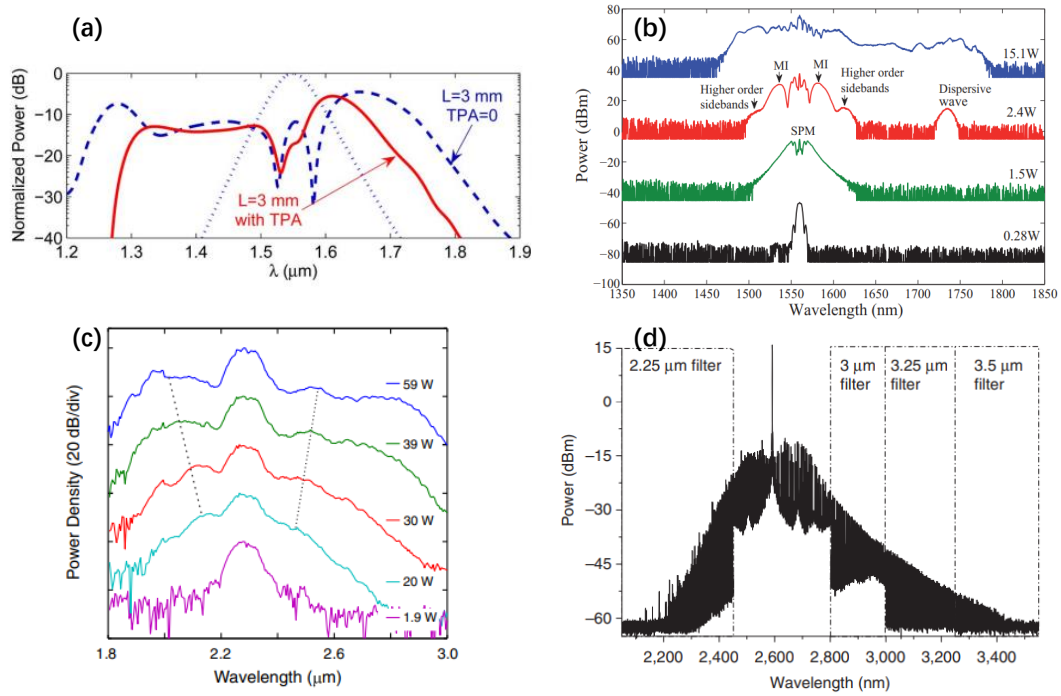 (a)
Normalized Power (dB)
0
−10
−20
−30
−40
L=3 mm
TPA=0
L=3 mm
with TPA
1.2 1.3 1.4 1.5 1.6 1.7 1.8 1.9
λ (μm)
(b)
Power (dBm)
80
60
40
20
0
−20
−40
−60
−80
−100
15.1W
MI MI
Higher order
sidebands
Higher order
sidebands
Dispersive
wave
2.4W
SPM
1.5W
0.28W
1350 1400 1450 1500 1550 1600 1650 1700 1750 1800 1850
Wavelength (nm)
(c)
Power Density (20 dB/div)
59 W
39 W
30 W
20 W
1.9 W
1.8 2.2 2.6 3.0
Wavelength (μm)
(d)
Power (dBm)
15
0
−15
−30
−45
−60
2.25 μm filter
3 μm
filter
3.25 μm
filter
3.5 μm
filter
2,200 2,400 2,600 2,800 3,000 3,200 3,400
Wavelength (nm)